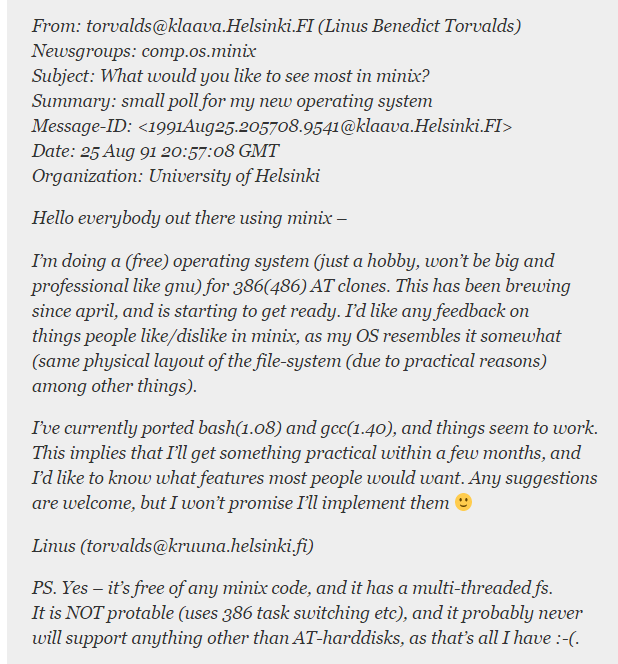 From: torvalds@klaava.Helsinki.FI (Linus Benedict Torvalds)
Newsgroups: comp.os.minix
Subject: What would you like to see most in minix?
Summary: small poll for my new operating system
Message-ID: <1991Aug25.205708.9541@klaava.Helsinki.FI>
Date: 25 Aug 91 20:57:08 GMT
Organization: University of Helsinki
Hello everybody out there using minix –
I’m doing a (free) operating system (just a hobby, won’t be big and
professional like gnu) for 386(486) AT clones. This has been brewing
since april, and is starting to get ready. I’d like any feedback on
things people like/dislike in minix, as my OS resembles it somewhat
(same physical layout of the file-system (due to practical reasons)
among other things).
I’ve currently ported bash(1.08) and gcc(1.40), and things seem to work.
This implies that I’ll get something practical within a few months, and
I’d like to know what features most people would want. Any suggestions
are welcome, but I won’t promise I’ll implement them 🙂
Linus (torvalds@kruuna.helsinki.fi)
PS. Yes – it’s free of any minix code, and it has a multi-threaded fs.
It is NOT protable (uses 386 task switching etc), and it probably never
will support anything other than AT-harddisks, as that’s all I have :-(.